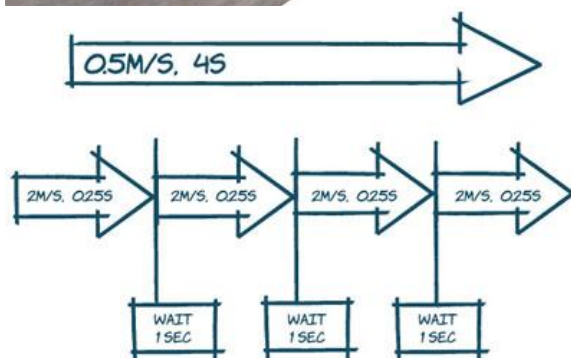 0.5M/S, 4S
2M/S, 0.25S 2M/S, 0.25S 2M/S, 0.25S 2M/S, 0.25S
WAIT WAIT WAIT
1 SEC 1 SEC 1 SEC